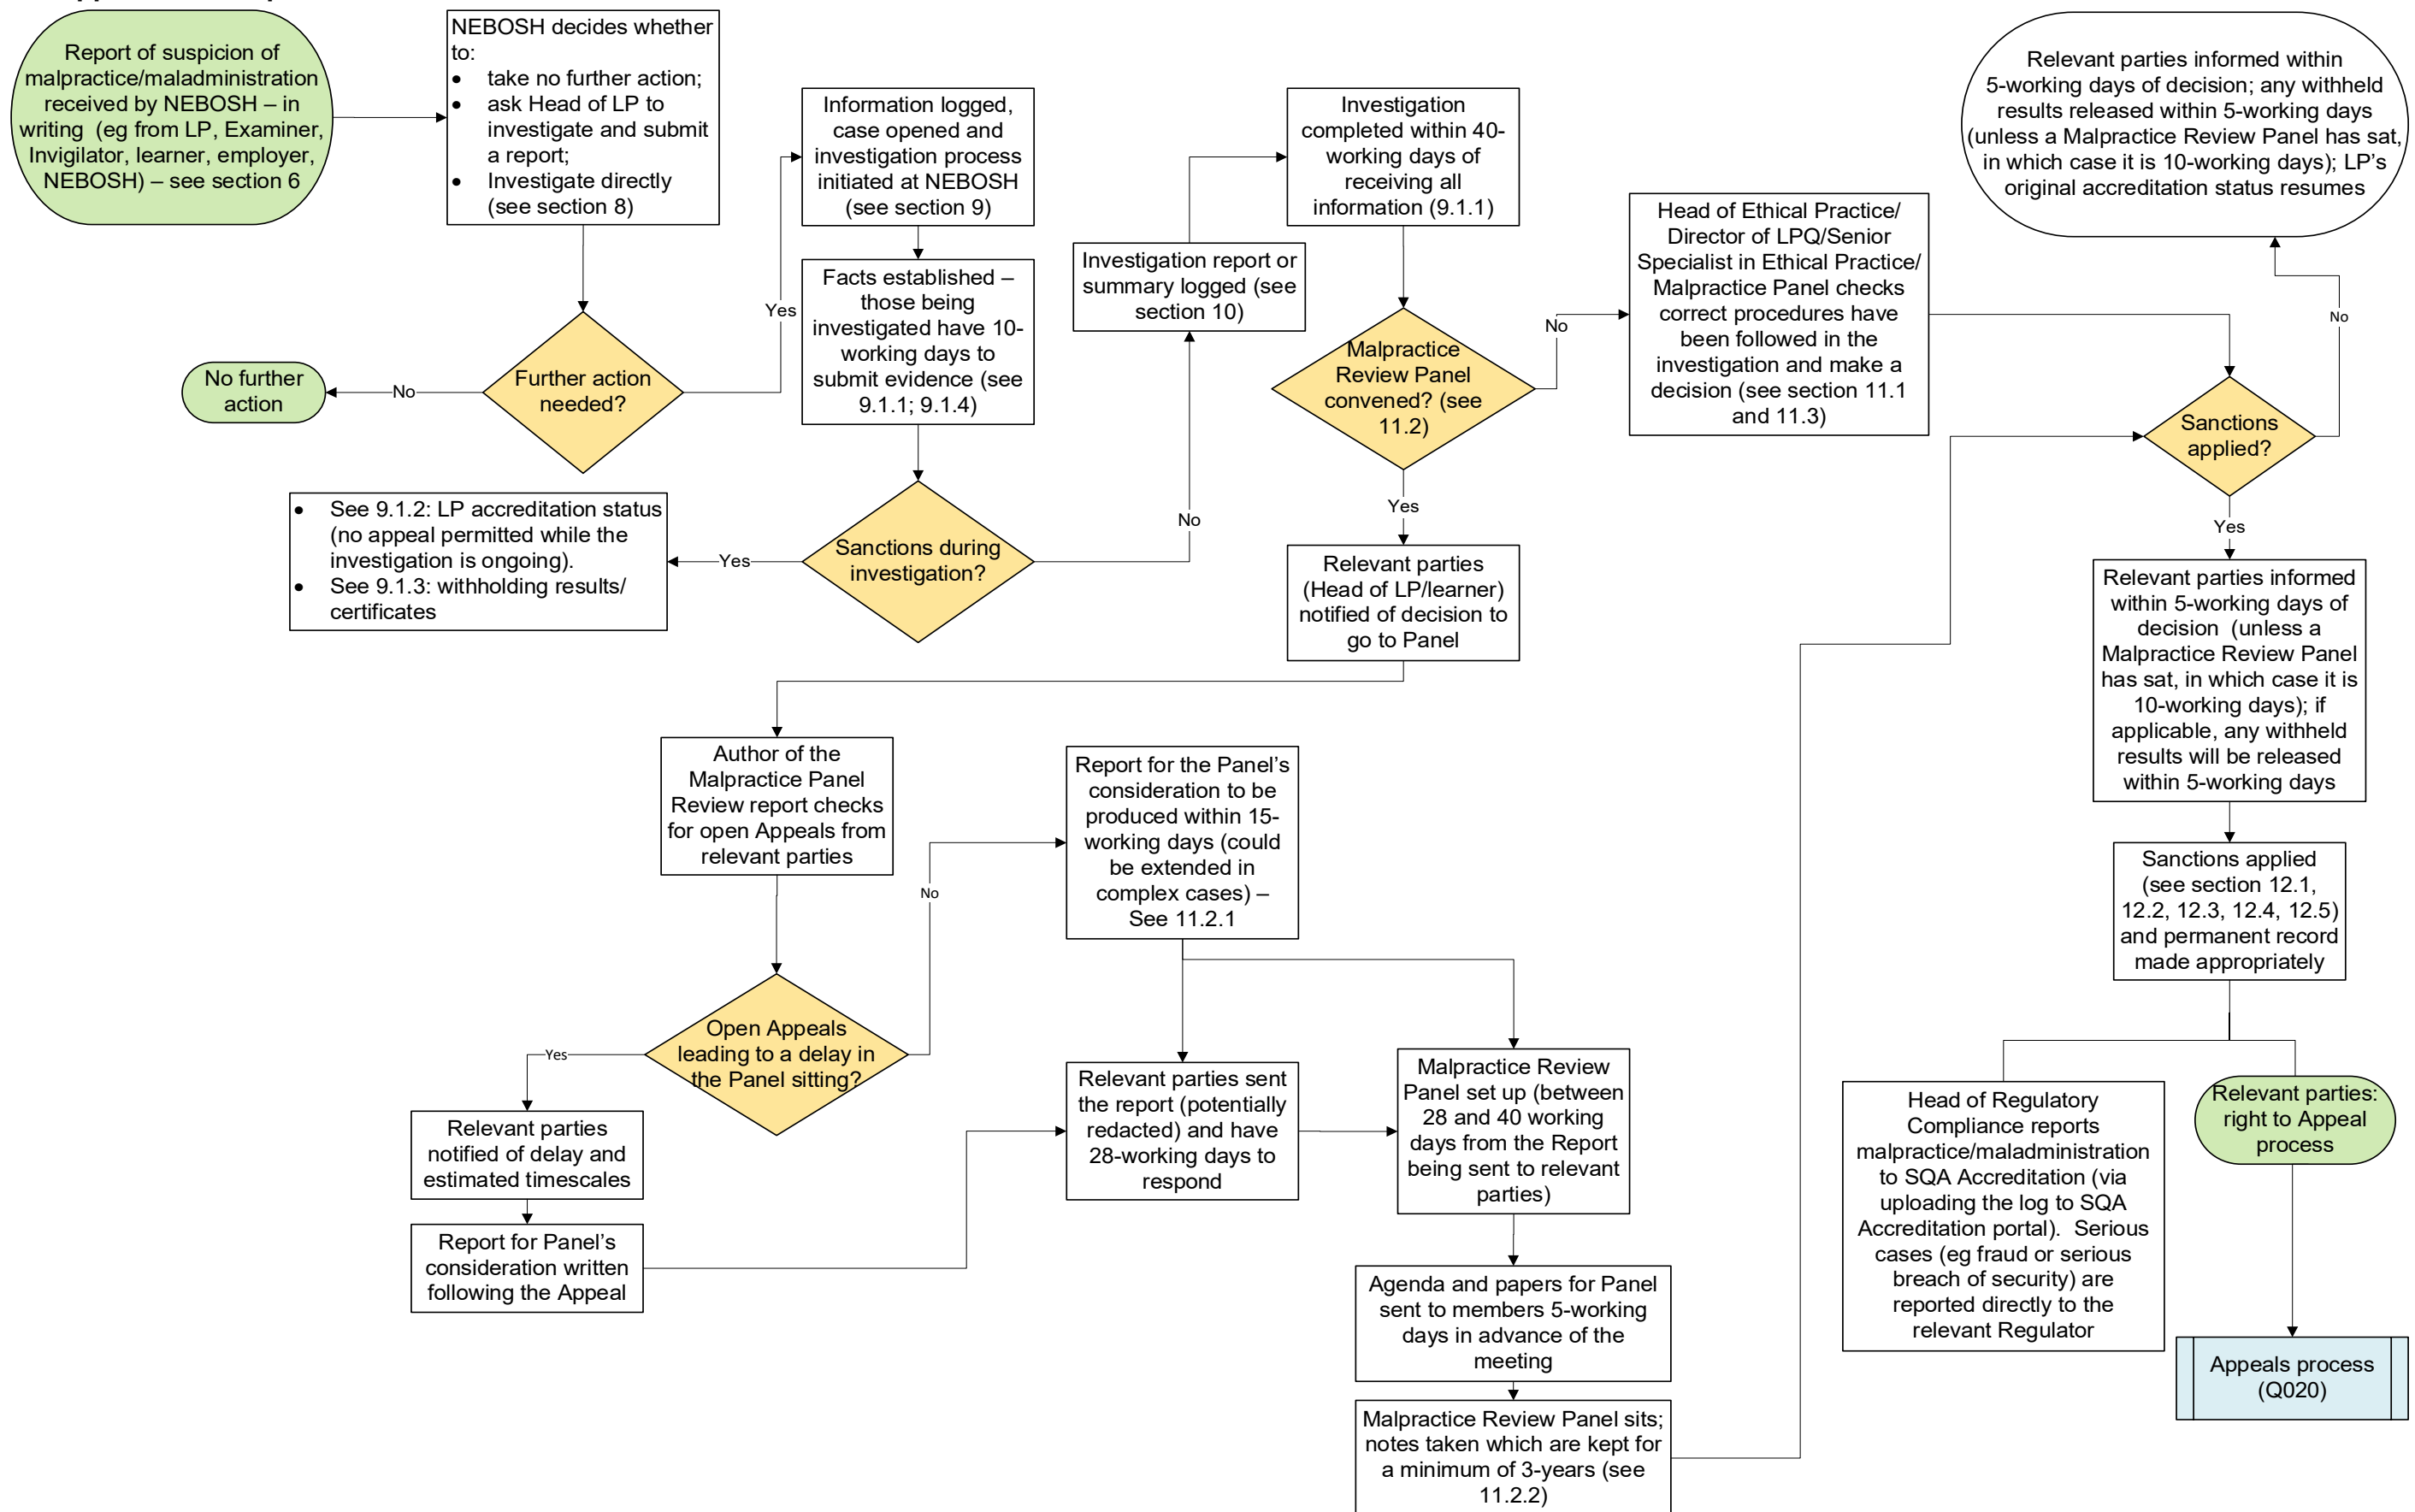 Report of suspicion of
malpractice/maladministration
received by NEBOSH – in
writing  (eg from LP, Examiner,
Invigilator, learner, employer,
NEBOSH) – see section 6
NEBOSH decides whether
to:
• take no further action;
• ask Head of LP to
investigate and submit
a report;
• Investigate directly
(see section 8)
Further action
needed?
No
No further
action
Yes
Information logged,
case opened and
investigation process
initiated at NEBOSH
(see section 9)
Facts established –
those being
investigated have 10-
working days to
submit evidence (see
9.1.1; 9.1.4)
Sanctions during
investigation?
Yes
• See 9.1.2: LP accreditation status
(no appeal permitted while the
investigation is ongoing).
• See 9.1.3: withholding results/
certificates
No
Investigation report or
summary logged (see
section 10)
Investigation
completed within 40-
working days of
receiving all
information (9.1.1)
Malpractice
Review Panel
convened? (see
11.2)
No
Head of Ethical Practice/
Director of LPQ/Senior
Specialist in Ethical Practice/
Malpractice Panel checks
correct procedures have
been followed in the
investigation and make a
decision (see section 11.1
and 11.3)
Yes
Relevant parties
(Head of LP/learner)
notified of decision to
go to Panel
Author of the
Malpractice Panel
Review report checks
for open Appeals from
relevant parties
Open Appeals
leading to a delay in
the Panel sitting?
Yes
Relevant parties
notified of delay and
estimated timescales
Report for Panel's
consideration written
following the Appeal
No
Report for the Panel's
consideration to be
produced within 15-
working days (could
be extended in
complex cases) –
See 11.2.1
Relevant parties sent
the report (potentially
redacted) and have
28-working days to
respond
Malpractice Review
Panel set up (between
28 and 40 working
days from the Report
being sent to relevant
parties)
Agenda and papers for Panel
sent to members 5-working
days in advance of the
meeting
Malpractice Review Panel sits;
notes taken which are kept for
a minimum of 3-years (see
11.2.2)
Sanctions
applied?
No
Relevant parties informed within
5-working days of decision; any withheld
results released within 5-working days
(unless a Malpractice Review Panel has sat,
in which case it is 10-working days); LP's
original accreditation status resumes
Yes
Relevant parties informed
within 5-working days of
decision  (unless a
Malpractice Review Panel
has sat, in which case it is
10-working days); if
applicable, any withheld
results will be released
within 5-working days
Sanctions applied
(see section 12.1,
12.2, 12.3, 12.4, 12.5)
and permanent record
made appropriately
Head of Regulatory
Compliance reports
malpractice/maladministration
to SQA Accreditation (via
uploading the log to SQA
Accreditation portal).  Serious
cases (eg fraud or serious
breach of security) are
reported directly to the
relevant Regulator
Relevant parties:
right to Appeal
process
Appeals process
(Q020)